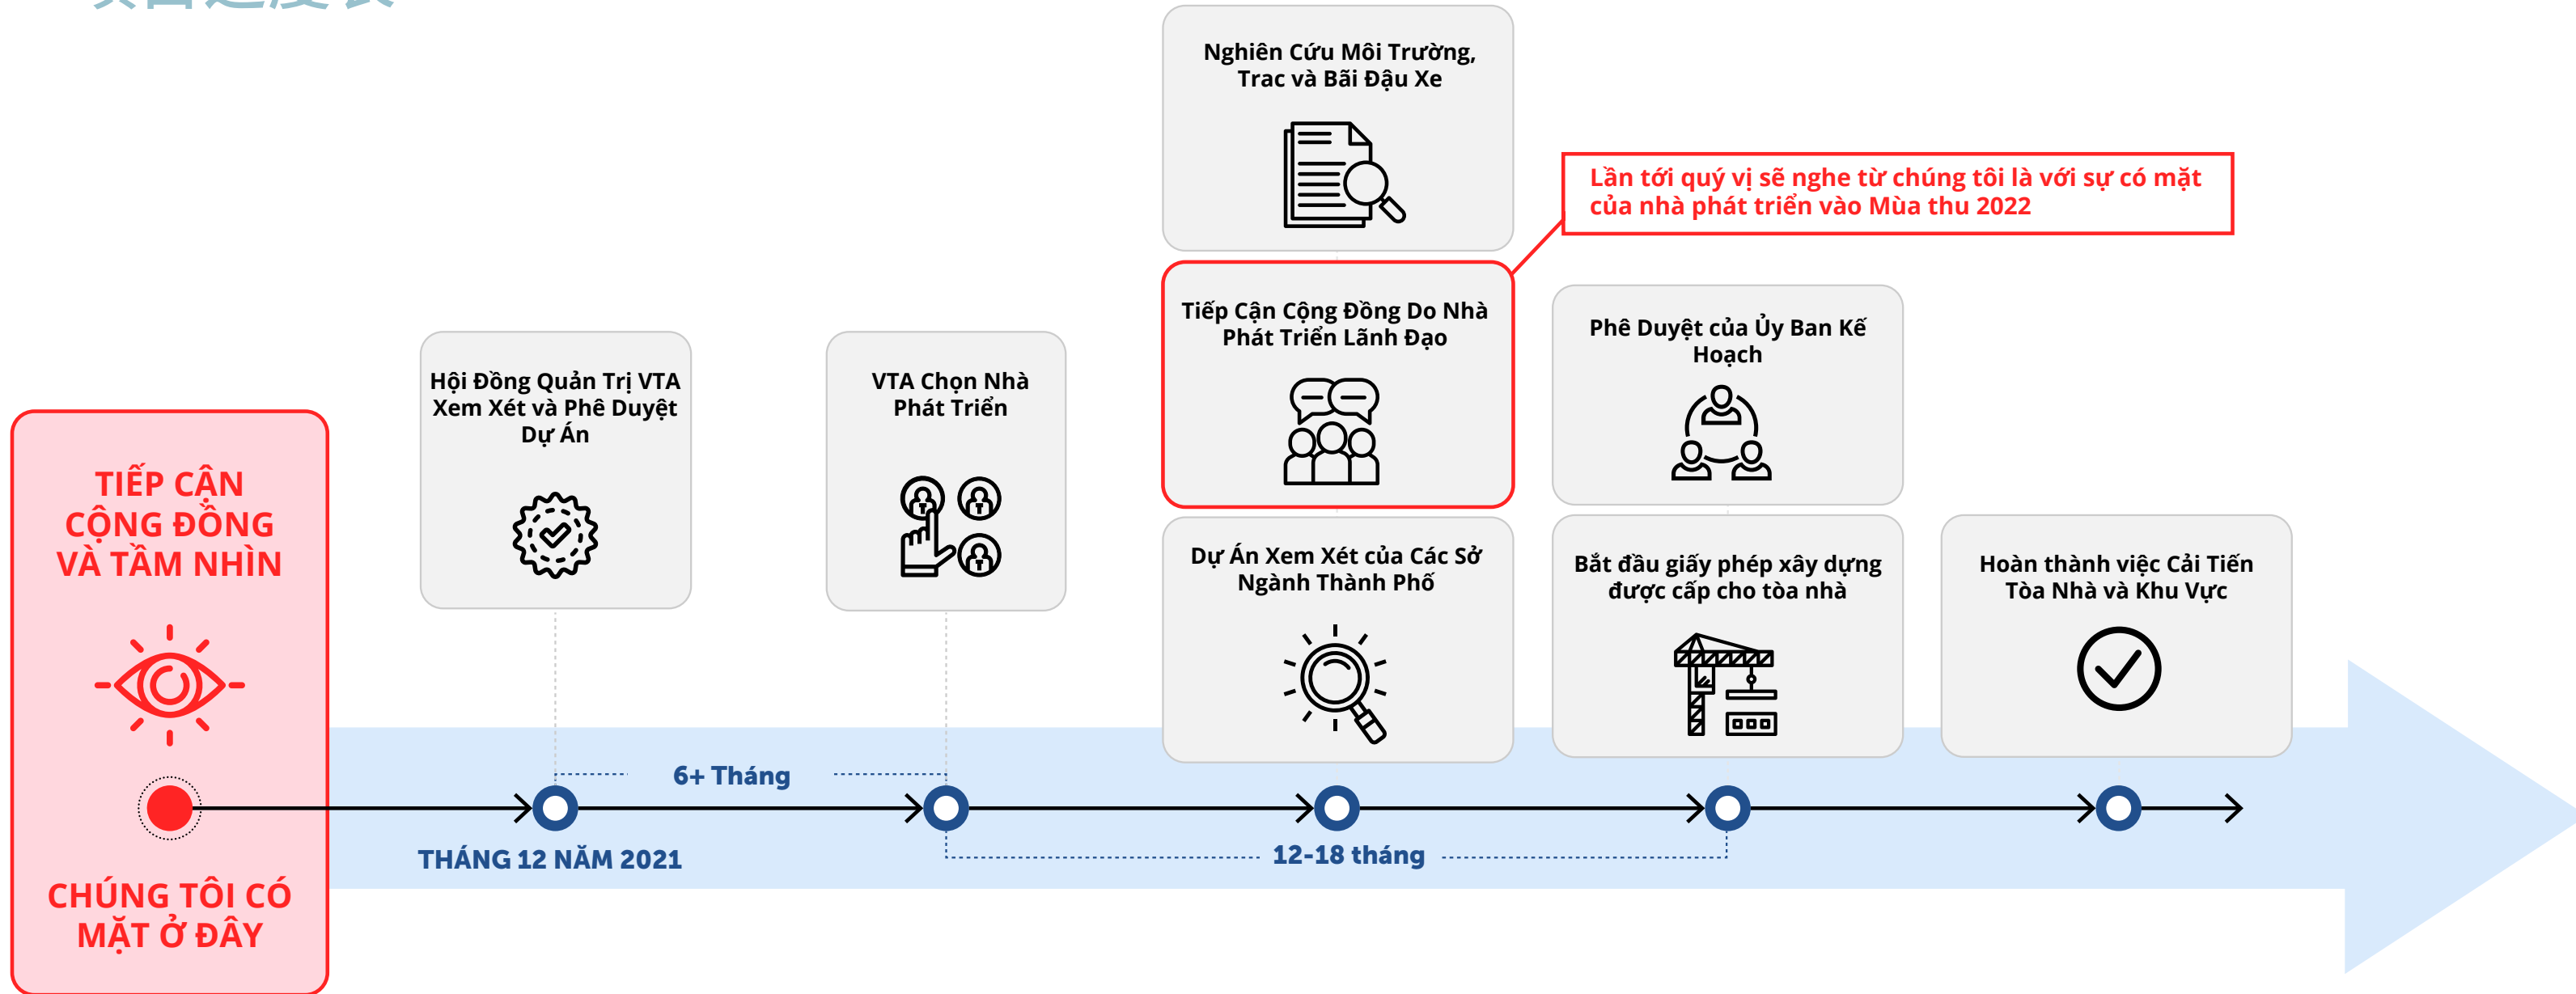 TIẾP CẬN
CỘNG ĐỒNG
VÀ TẦM NHÌN
CHÚNG TÔI CÓ
MẶT Ở ĐÂY
Hội Đồng Quản Trị VTA
Xem Xét và Phê Duyệt
Dự Án
THÁNG 12 NĂM 2021
6+ Tháng
VTA Chọn Nhà
Phát Triển
Nghiên Cứu Môi Trường,
Trac và Bãi Đậu Xe
Tiếp Cận Cộng Đồng Do Nhà
Phát Triển Lãnh Đạo
Lần tới quý vị sẽ nghe từ chúng tôi là với sự có mặt
của nhà phát triển vào Mùa thu 2022
Dự Án Xem Xét của Các Sở
Ngành Thành Phố
12-18 tháng
Phê Duyệt của Ủy Ban Kế
Hoạch
Bắt đầu giấy phép xây dựng
được cấp cho tòa nhà
Hoàn thành việc Cải Tiến
Tòa Nhà và Khu Vực